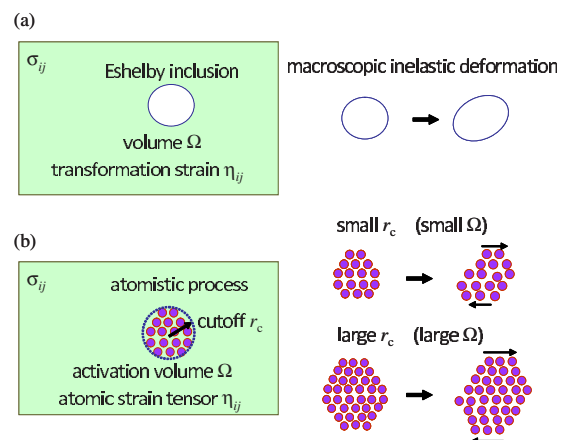 (a)
σij
Eshelby inclusion
volume Ω
transformation strain ηij
macroscopic inelastic deformation
(b)
σij
atomistic process
cutoff rc
activation volume Ω
atomic strain tensor ηij
small rc (small Ω)
large rc (large Ω)